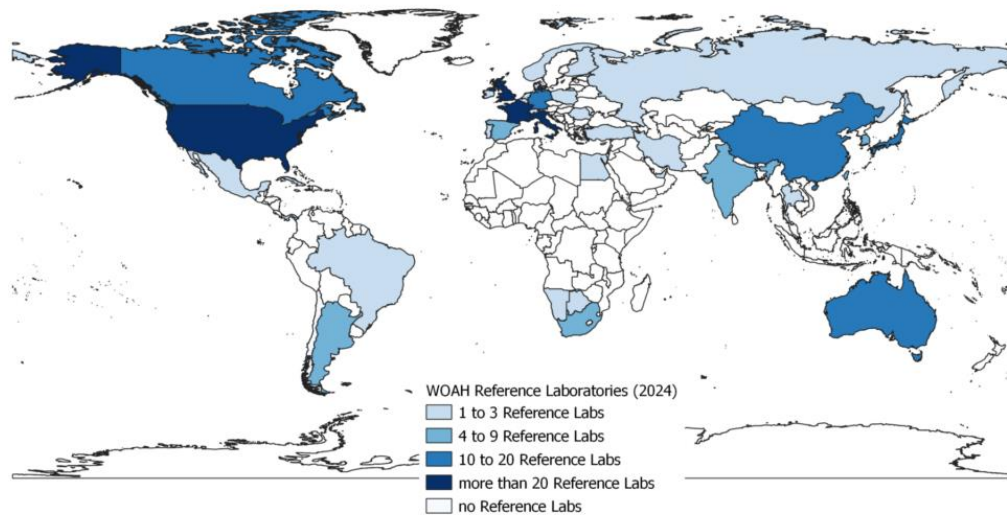 WOAH Reference Laboratories (2024)
1 to 3 Reference Labs
4 to 9 Reference Labs
10 to 20 Reference Labs
more than 20 Reference Labs
no Reference Labs